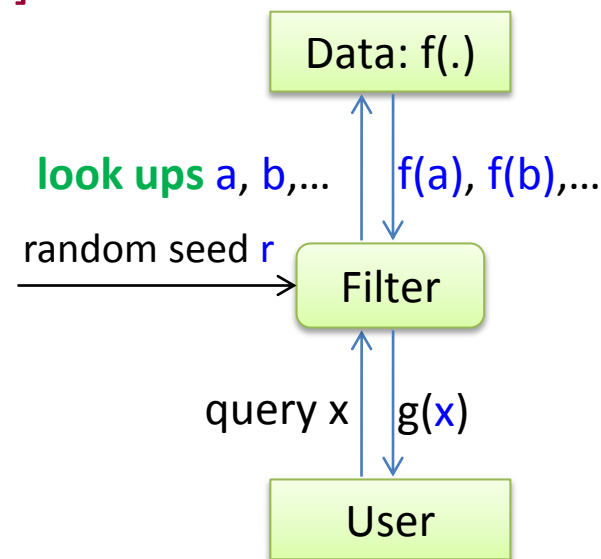 ]
Data: f(.)
look ups a, b,... f(a), f(b),...
random seed r
Filter
query x g(x)
User